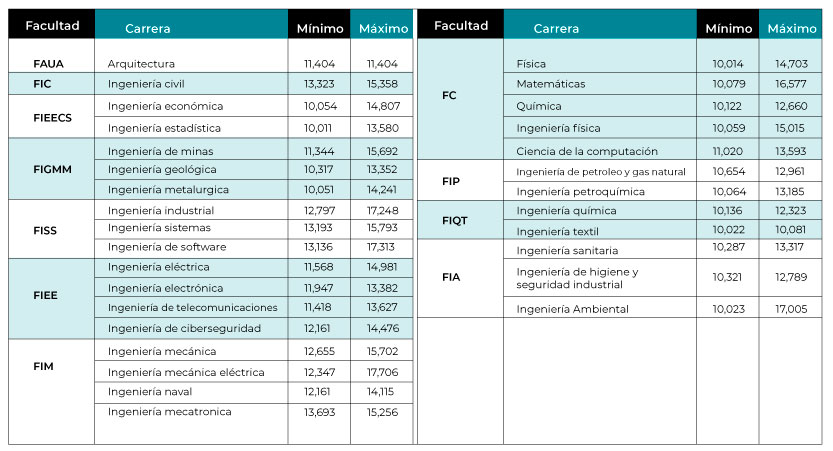 Facultad Carrera Mínimo Máximo
FAUA Arquitectura 11,404 11,404
FIC Ingeniería civil 13,323 15,358
FIEECS Ingeniería económica 10,054 14,807
Ingeniería estadística 10,011 13,580
FIGMM Ingeniería de minas 11,344 15,692
Ingeniería geológica 10,317 13,352
Ingeniería metalurgica 10,051 14,241
FISS Ingeniería industrial 12,797 17,248
Ingeniería sistemas 13,193 15,793
Ingeniería de software 13,136 17,313
FIEE Ingeniería eléctrica 11,568 14,981
Ingeniería electrónica 11,947 13,382
Ingeniería de telecomunicaciones 11,418 13,627
Ingeniería de ciberseguridad 12,161 14,476
FIM Ingeniería mecánica 12,655 15,702
Ingeniería mecánica eléctrica 12,347 17,706
Ingeniería naval 12,161 14,115
Ingeniería mecatronica 13,693 15,256
Facultad Carrera Mínimo Máximo
FC Física 10,014 14,703
Matemáticas 10,079 16,577
Química 10,122 12,660
Ingeniería física 10,059 15,015
Ciencia de la computación 11,020 13,593
FIP Ingeniería de petroleo y gas natural 10,654 12,961
Ingeniería petroquímica 10,064 13,185
FIQT Ingeniería química 10,136 12,323
Ingeniería textil 10,022 10,081
FIA Ingeniería sanitaria 10,287 13,317
Ingeniería de higiene y
seguridad industrial 10,321 12,789
Ingeniería Ambiental 10,023 17,005